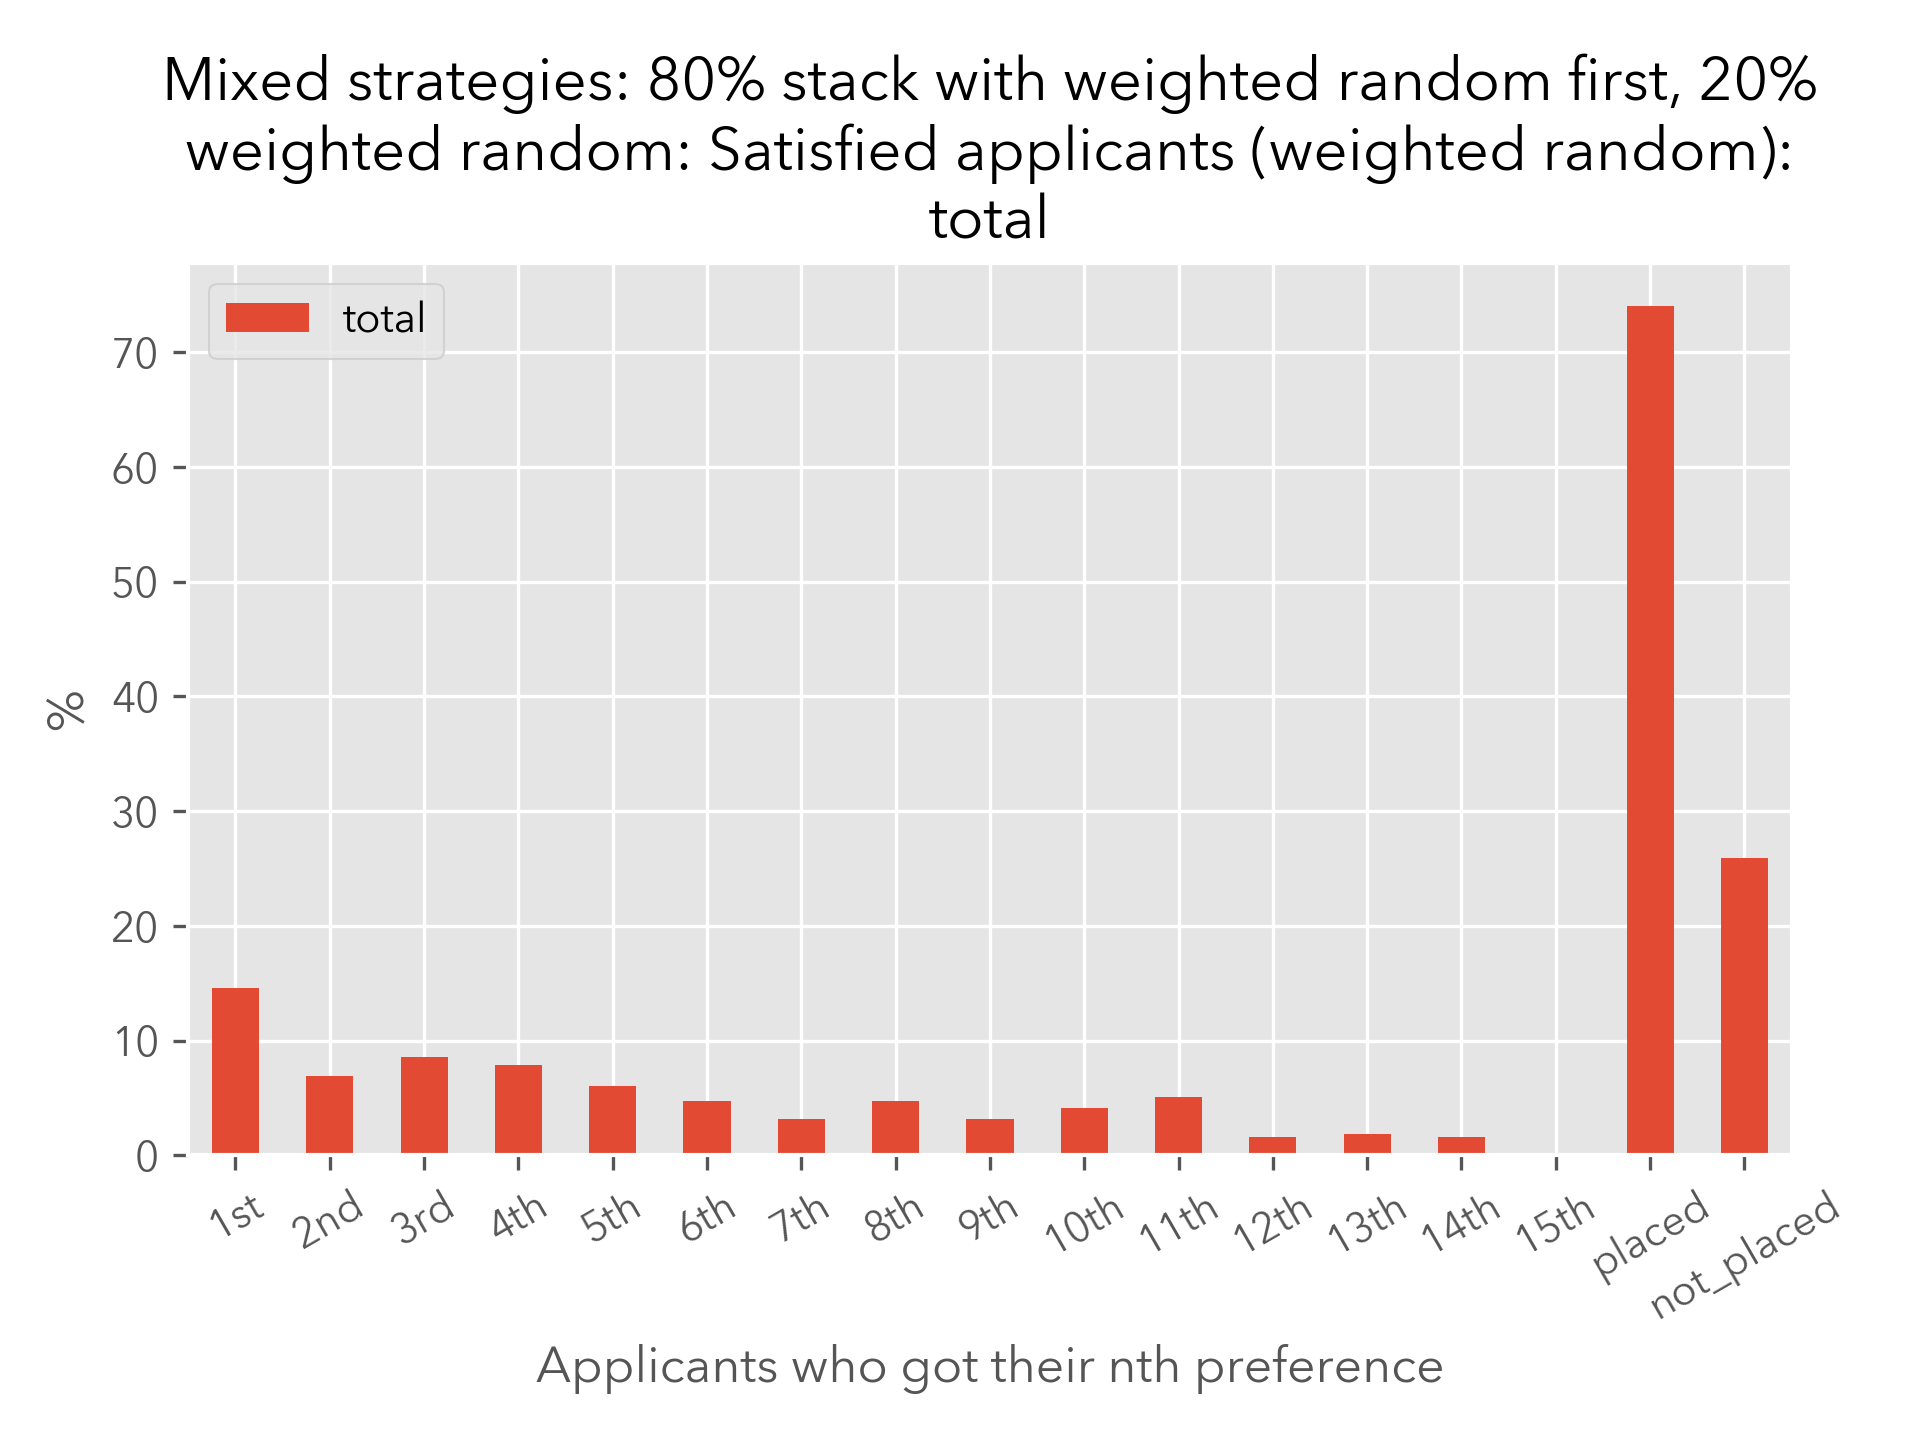 Mixed strategies: 80% stack with weighted random first, 20%
weighted random: Satisfied applicants (weighted random):
total
total
70
60
50
40
30
20
10
0
%
1st
2nd
3rd
4th
5th
6th
7th
8th
9th
10th
11th
12th
13th
14th
15th
placed
not_placed
Applicants who got their nth preference